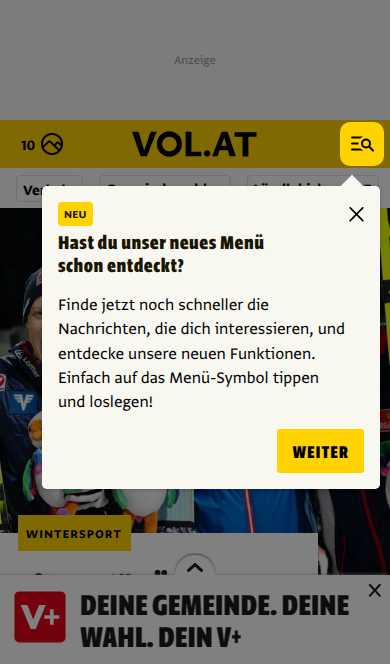 Anzeige
10
VOL.AT
NEU
Hast du unser neues Menü
schon entdeckt?
Finde jetzt noch schneller die
Nachrichten, die dich interessieren, und
entdecke unsere neuen Funktionen.
Einfach auf das Menü-Symbol tippen
und loslegen!
WEITER
WINTERSPORT
V+
DEINE GEMEINDE. DEINE
WAHL. DEIN V+